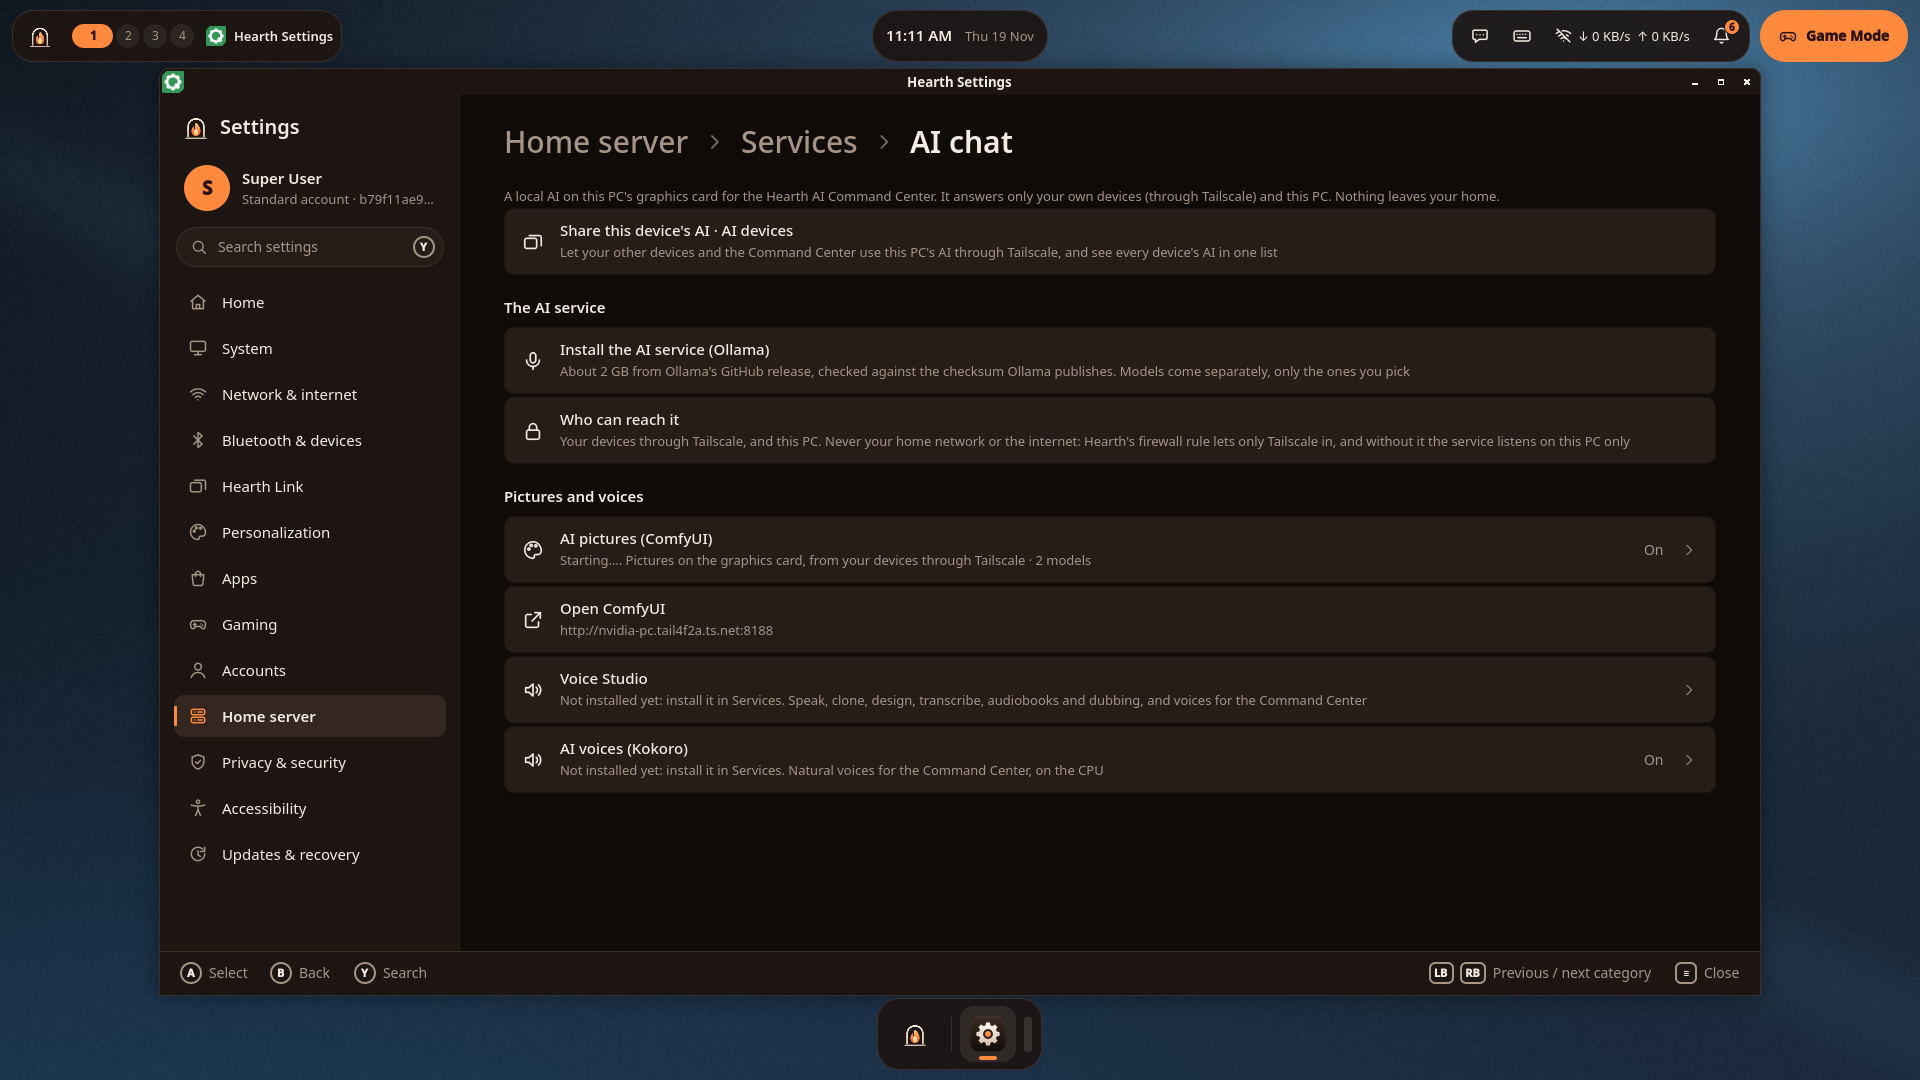 1 2 3 4 Hearth Settings
11:11 AM Thu 19 Nov
↓ 0 KB/s ↑ 0 KB/s
6
Game Mode
Hearth Settings
Settings
S
Super User
Standard account · b79f11ae9...
Search settings Y
Home
System
Network & internet
Bluetooth & devices
Hearth Link
Personalization
Apps
Gaming
Accounts
Home server
Privacy & security
Accessibility
Updates & recovery
Home server > Services > AI chat
A local AI on this PC's graphics card for the Hearth AI Command Center. It answers only your own devices (through Tailscale) and this PC. Nothing leaves your home.
Share this device's AI · AI devices
Let your other devices and the Command Center use this PC's AI through Tailscale, and see every device's AI in one list
The AI service
Install the AI service (Ollama)
About 2 GB from Ollama's GitHub release, checked against the checksum Ollama publishes. Models come separately, only the ones you pick
Who can reach it
Your devices through Tailscale, and this PC. Never your home network or the internet: Hearth's firewall rule lets only Tailscale in, and without it the service listens on this PC only
Pictures and voices
AI pictures (ComfyUI)
Starting.... Pictures on the graphics card, from your devices through Tailscale · 2 models
On
Open ComfyUI
http://nvidia-pc.tail4f2a.ts.net:8188
Voice Studio
Not installed yet: install it in Services. Speak, clone, design, transcribe, audiobooks and dubbing, and voices for the Command Center
AI voices (Kokoro)
Not installed yet: install it in Services. Natural voices for the Command Center, on the CPU
On
A Select B Back Y Search
LB RB Previous / next category ≡ Close